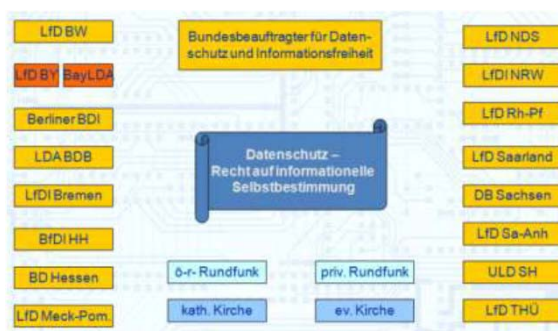 LfD BW
LfD BY BayLDA
Berliner BDI
LDA BDB
LfDI Bremen
BfDI HH
BD Hessen
LfD Meck-Pom.
Bundesbeauftragter für Daten-
schutz und Informationsfreiheit
Datenschutz –
Recht auf informationelle
Selbstbestimmung
ö-r- Rundfunk priv. Rundfunk
kath. Kirche ev. Kirche
LfD NDS
LfDI NRW
LfD Rh-Pf
LfD Saarland
DB Sachsen
LfD Sa-Anh
ULD SH
LfD THÜ